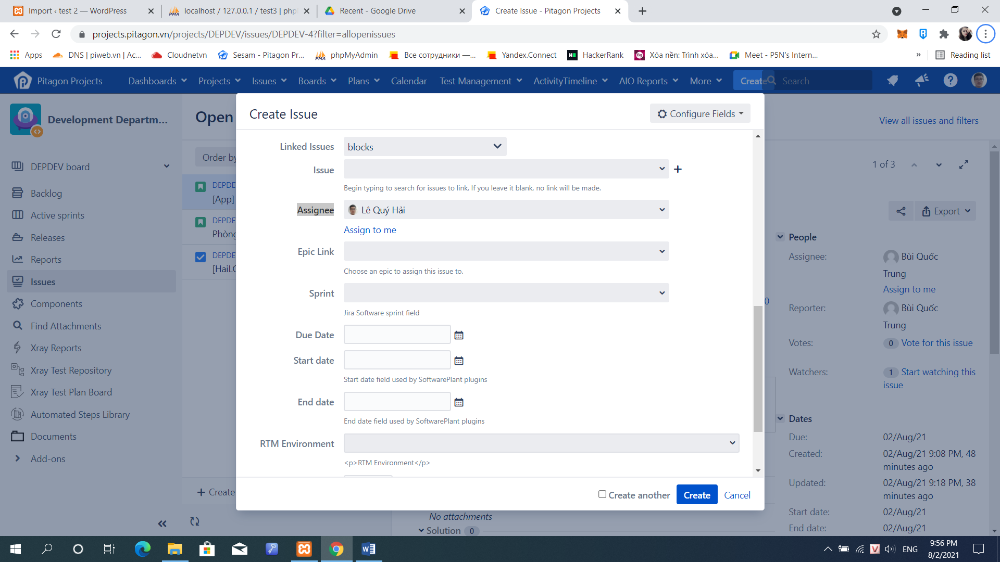 Import ‹ test 2 — WordPress
localhost / 127.0.0.1 / test3 | php
Recent - Google Drive
Create Issue - Pitagon Projects
projects.pitagon.vn/projects/DEPDEV/issues/DEPDEV-4?filter=allopenissues
Apps
DNS | piweb.vn | Ac...
Cloudnetvn
Sesam - Pitagon Pr...
phpMyAdmin
Все сотрудники —...
Yandex.Connect
HackerRank
Xóa nền: Trình xóa...
Meet - P5N's Intern...
»
Reading list
Pitagon Projects
Dashboards
Projects
Issues
Boards
Plans
Calendar
Test Management
ActivityTimeline
AIO Reports
More
Create
Search
Development Departm...
Open
View all issues and filters
DEPDEV board
Backlog
Active sprints
Releases
Reports
Issues
Components
Find Attachments
Xray Reports
Xray Test Repository
Xray Test Plan Board
Automated Steps Library
Documents
Add-ons
Order by
DEPDE
[App]
DEPDE
Phòng
DEPDE
[HaiLQ
+ Create
Create Issue
Configure Fields
Linked Issues
blocks
Issue
Begin typing to search for issues to link. If you leave it blank, no link will be made.
Assignee
Lê Quý Hải
Assign to me
Epic Link
Choose an epic to assign this issue to.
Sprint
Jira Software sprint field
Due Date
Start date
Start date field used by SoftwarePlant plugins
End date
End date field used by SoftwarePlant plugins
RTM Environment
<p>RTM Environment</p>
Create another
Create
Cancel
No attachments
Solution 0
1 of 3
Export
0
People
Assignee:
Bùi Quốc
Trung
Assign to me
Reporter:
Bùi Quốc
Trung
Votes:
0 Vote for this issue
Watchers:
1 Start watching this
issue
Dates
Due:
02/Aug/21
Created:
02/Aug/21 9:08 PM, 48
minutes ago
Updated:
02/Aug/21 9:18 PM, 38
minutes ago
Start date:
02/Aug/21
End date:
02/Aug/21
ENG
9:56 PM
8/2/2021